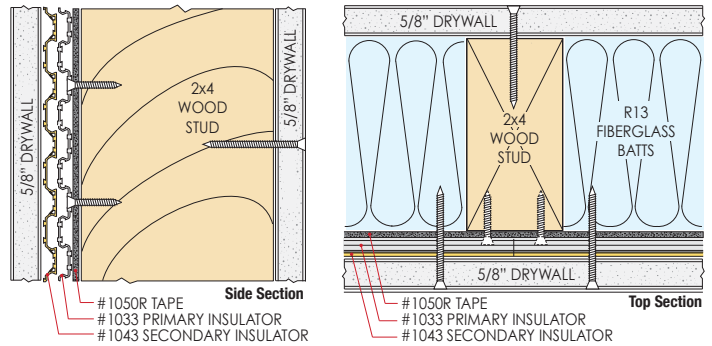 5/8" DRYWALL
2x4
WOOD
STUD
5/8" DRYWALL
Side Section
#1050R TAPE
#1033 PRIMARY INSULATOR
#1043 SECONDARY INSULATOR
5/8" DRYWALL
2x4
WOOD
STUD
R13
FIBERGLASS
BATTS
5/8" DRYWALL
Top Section
#1050R TAPE
#1033 PRIMARY INSULATOR
#1043 SECONDARY INSULATOR